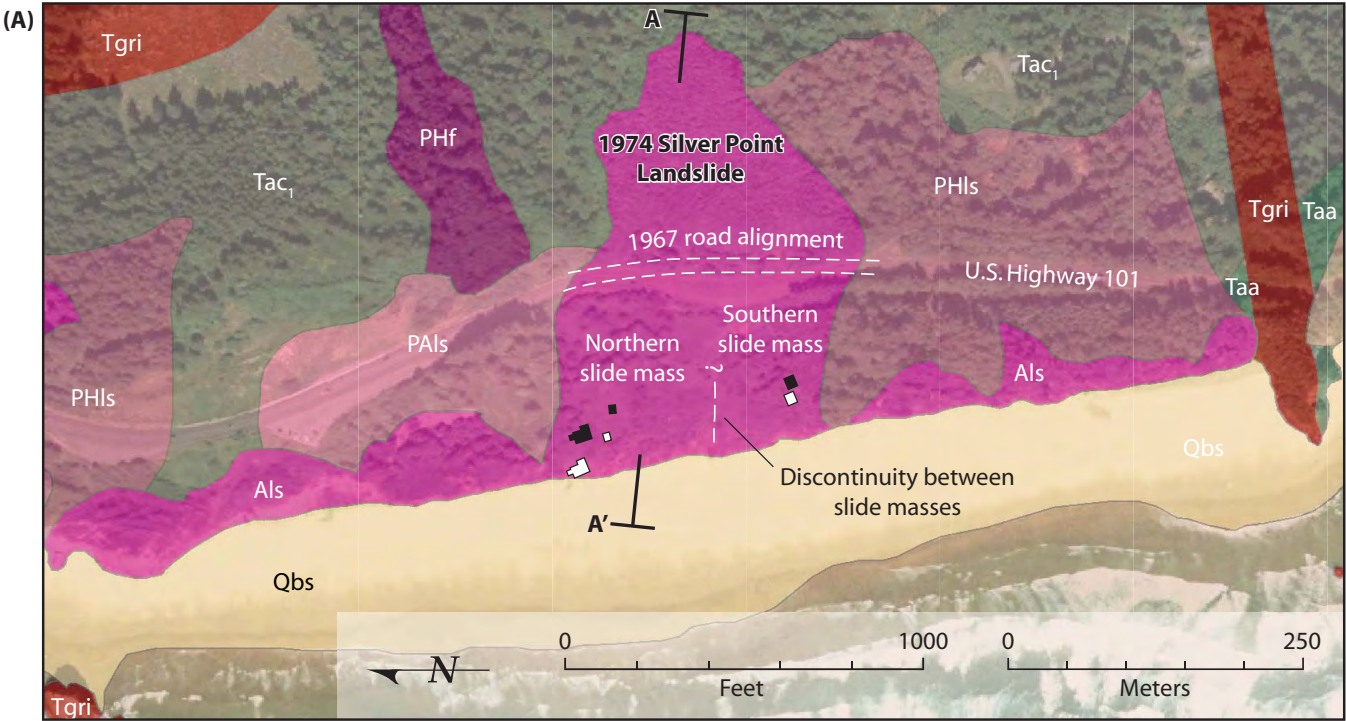 (A)
Tgri
A
Tac1
PHf
1974 Silver Point
Landslide
Tac1
PHls
Tgri
Taa
1967 road alignment
U.S. Highway 101
Taa
Northern
slide mass
Southern
slide mass
PAls
?
Als
PHls
Als
Qbs
Discontinuity between
slide masses
A'
Qbs
0
1000
0
250
N
Feet
Meters
Tgri